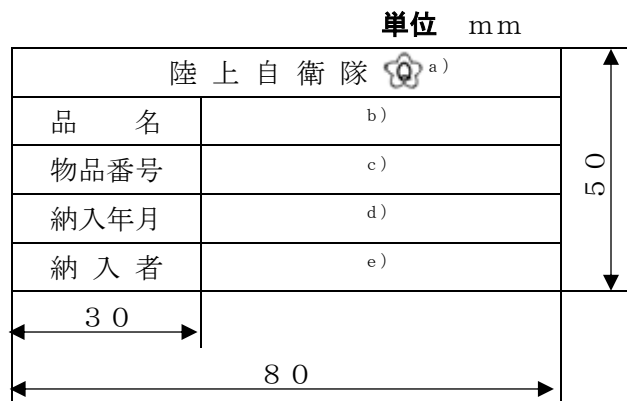 単位　ｍｍ
陸 上 自 衛 隊 Q a)
品　　名　b)
物品番号　c)
納入年月　d)
納 入 者　e)
５０
３０
８０